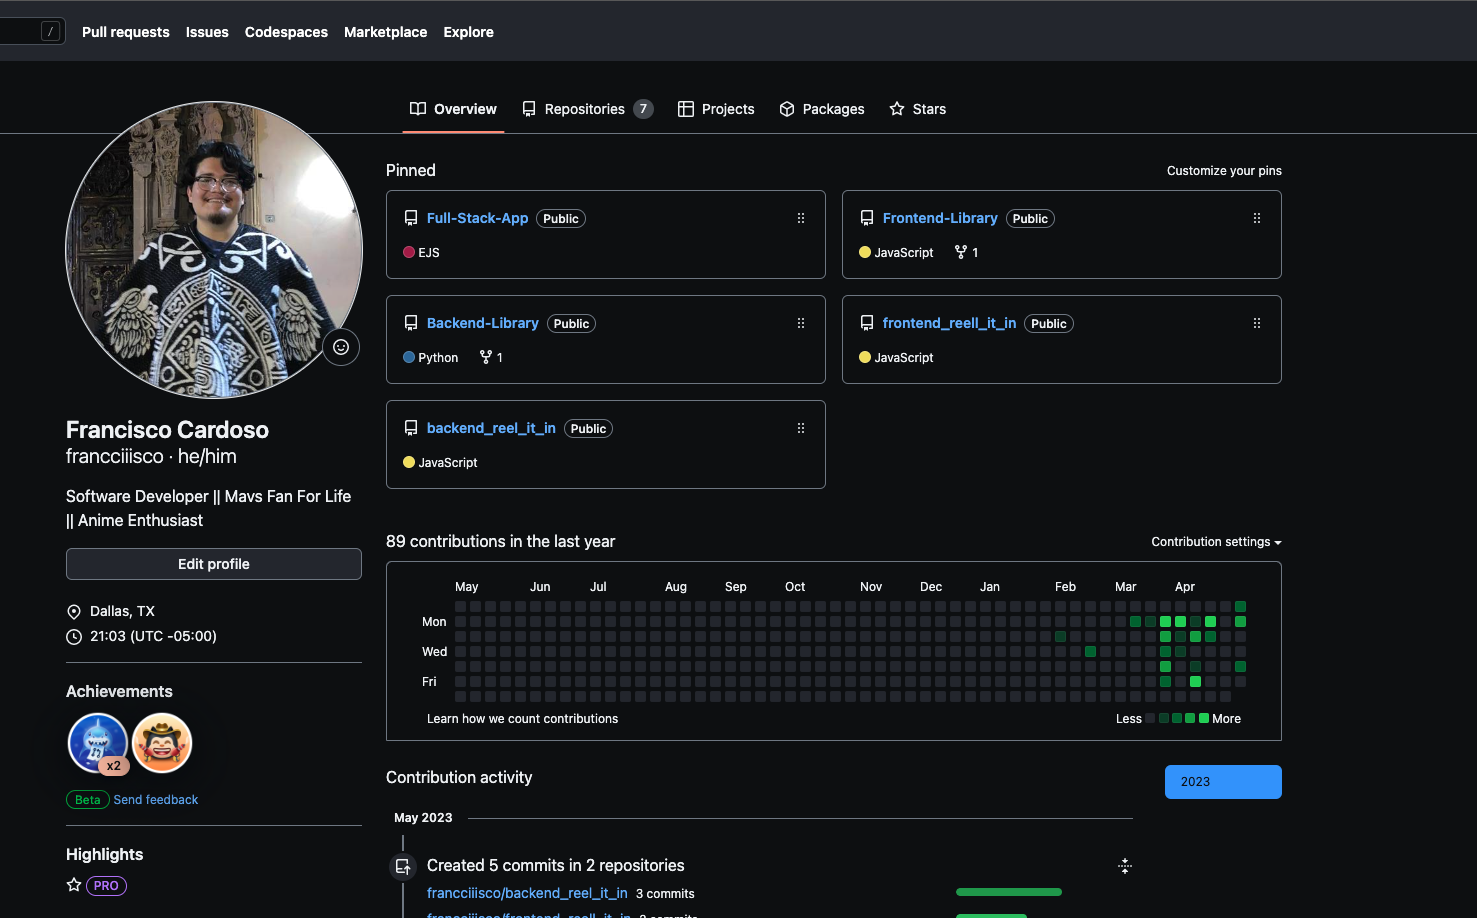 / Pull requests Issues Codespaces Marketplace Explore
Overview Repositories 7 Projects Packages Stars
Francisco Cardoso
francciiisco · he/him
Software Developer || Mavs Fan For Life
|| Anime Enthusiast
Edit profile
Dallas, TX
21:03 (UTC -05:00)
Achievements
x2
Beta Send feedback
Highlights
PRO
Pinned
Customize your pins
Full-Stack-App Public
EJS
Frontend-Library Public
JavaScript 1
Backend-Library Public
Python 1
frontend_reell_it_in Public
JavaScript
backend_reel_it_in Public
JavaScript
89 contributions in the last year
Contribution settings
May Jun Jul Aug Sep Oct Nov Dec Jan Feb Mar Apr
Mon
Wed
Fri
Learn how we count contributions
Less More
Contribution activity
2023
May 2023
Created 5 commits in 2 repositories
francciiisco/backend_reel_it_in 3 commits
francciiisco/frontend_reell_it_in 2 commits